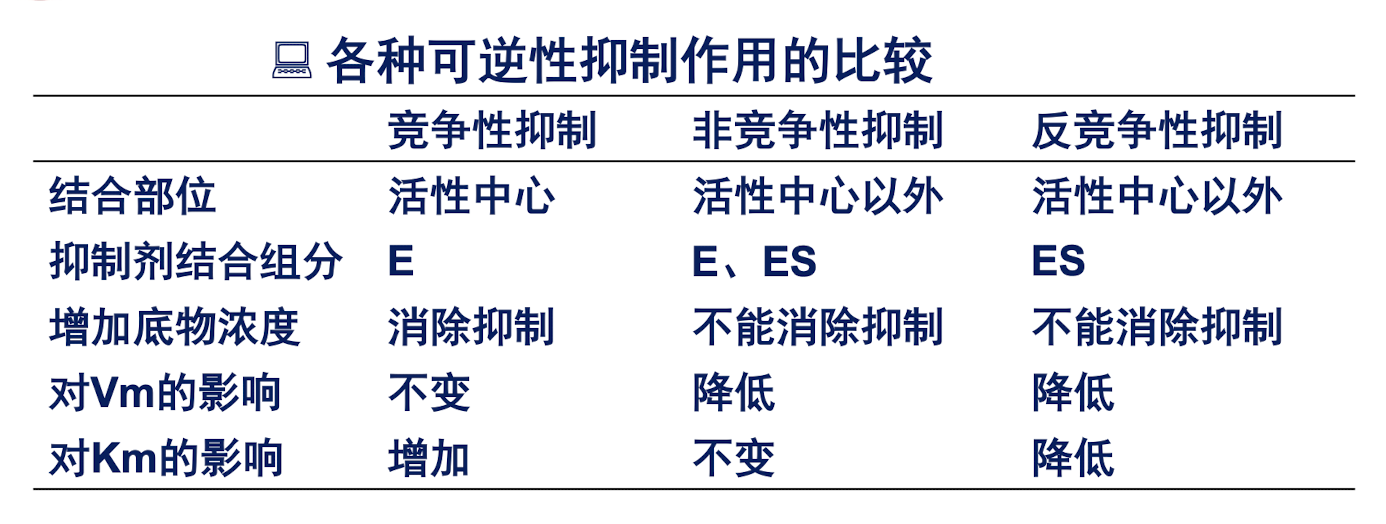 各种可逆性抑制作用的比较
竞争性抑制 非竞争性抑制 反竞争性抑制
结合部位 活性中心 活性中心以外 活性中心以外
抑制剂结合组分 E E、ES ES
增加底物浓度 消除抑制 不能消除抑制 不能消除抑制
对Vm的影响 不变 降低 降低
对Km的影响 增加 不变 降低